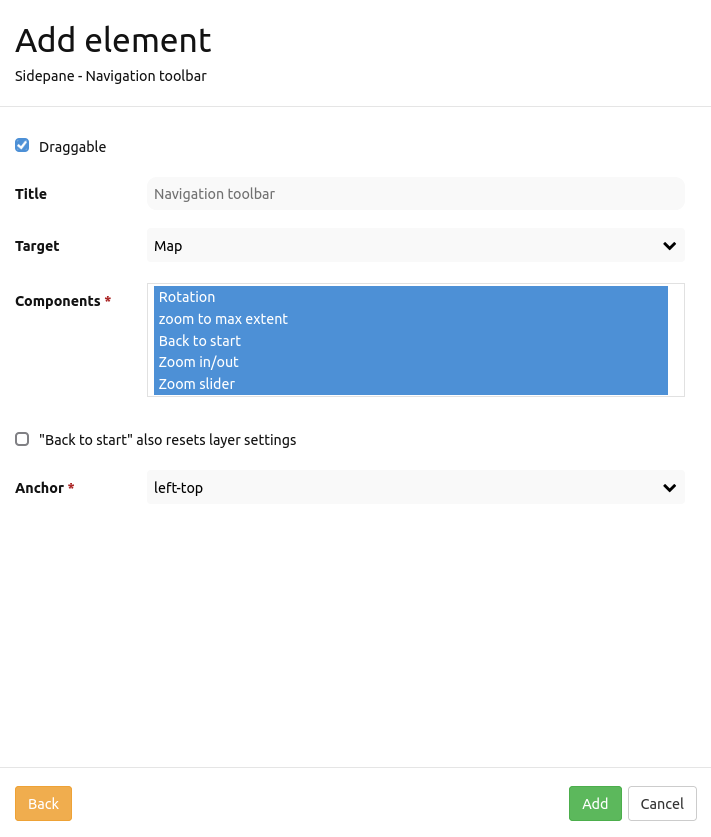 Add element
Sidepane - Navigation toolbar
Draggable
Title
Navigation toolbar
Target
Map
Components *
Rotation
zoom to max extent
Back to start
Zoom in/out
Zoom slider
"Back to start" also resets layer settings
Anchor *
left-top
Back
Add
Cancel